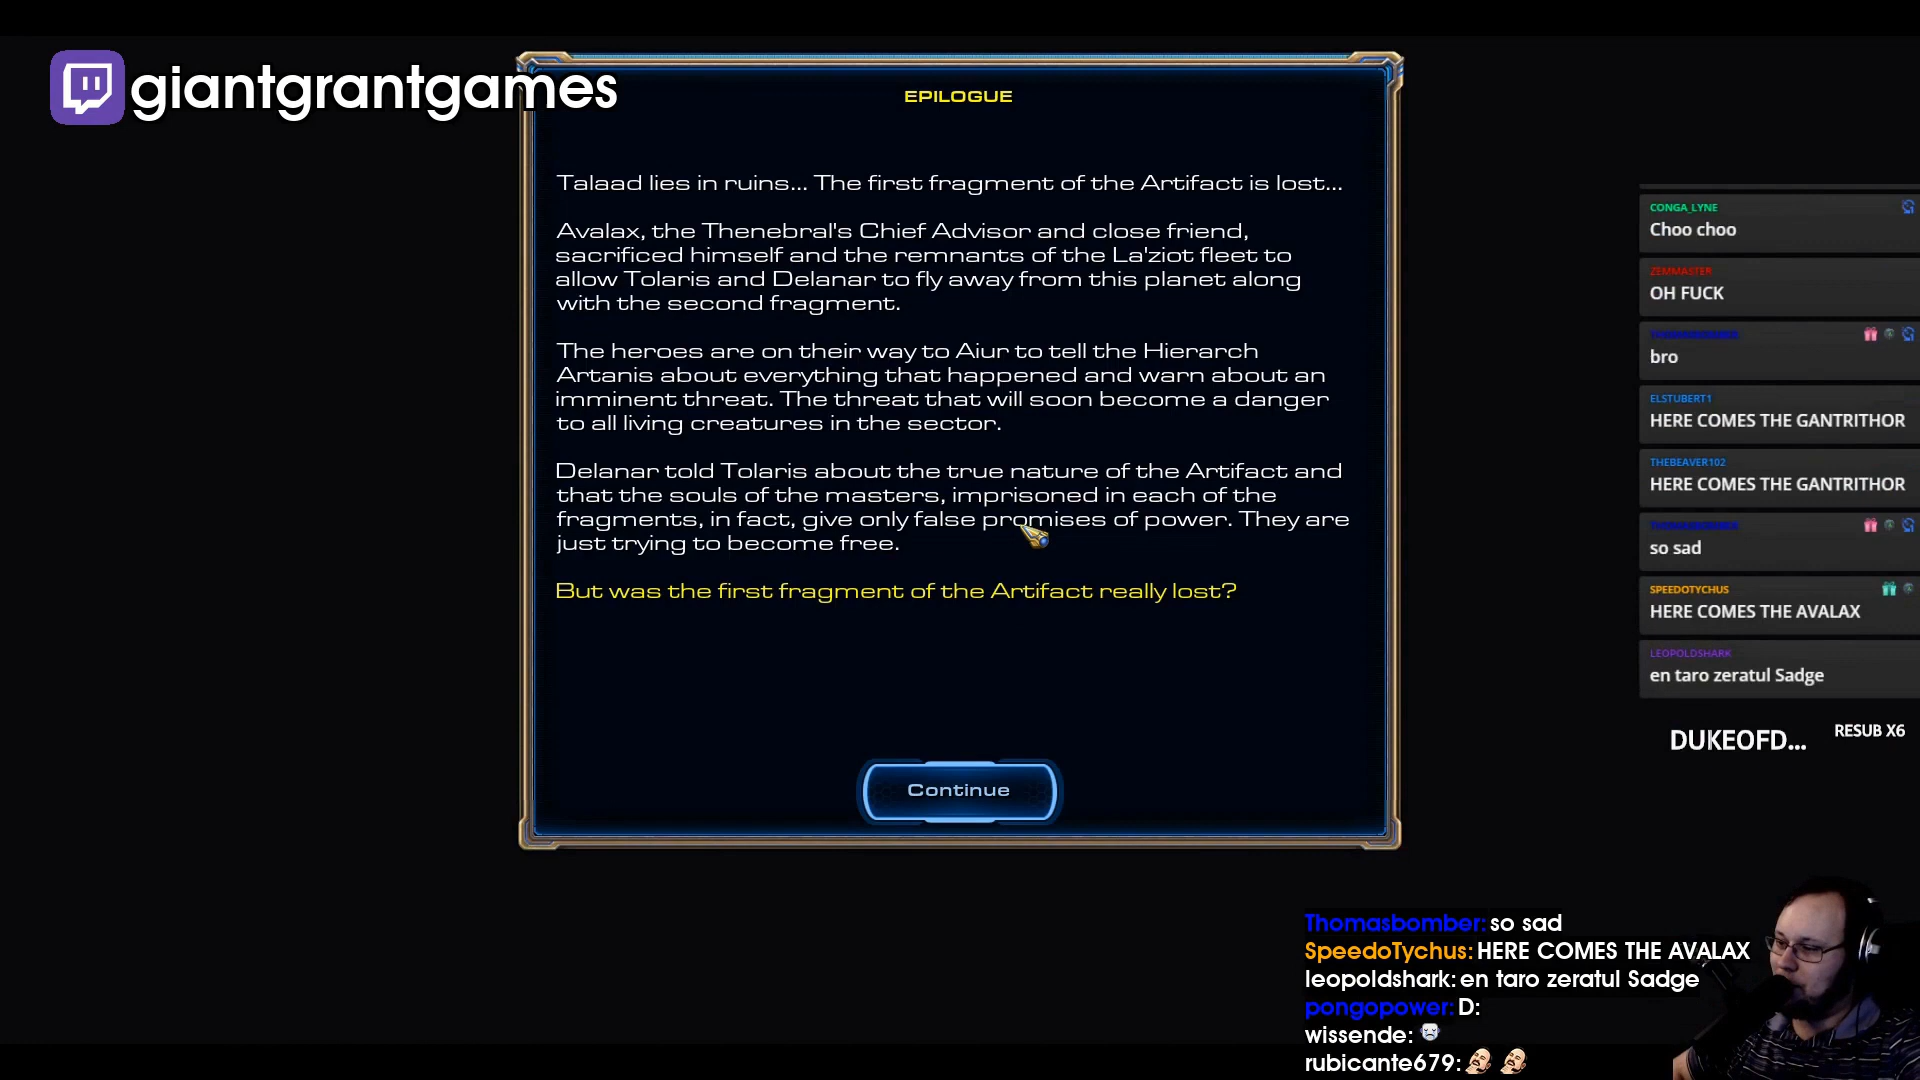 giantgrantgames
EPILOGUE
Talaad lies in ruins... The first fragment of the Artifact is lost...
Avalax, the Thenebral's Chief Advisor and close friend,
sacrificed himself and the remnants of the La'ziot fleet to
allow Tolaris and Delanar to fly away from this planet along
with the second fragment.
The heroes are on their way to Aiur to tell the Hierarch
Artanis about everything that happened and warn about an
imminent threat. The threat that will soon become a danger
to all living creatures in the sector.
Delanar told Tolaris about the true nature of the Artifact and
that the souls of the masters, imprisoned in each of the
fragments, in fact, give only false promises of power. They are
just trying to become free.
But was the first fragment of the Artifact really lost?
Continue
CONGA_LYNE
Choo choo
ZEMMASTER
OH FUCK
THOMASBOMBER
bro
ELSTUBERT1
HERE COMES THE GANTRITHOR
THEBEAVER102
HERE COMES THE GANTRITHOR
THOMASBOMBER
so sad
SPEEDOTYCHUS
HERE COMES THE AVALAX
LEOPOLDSHARK
en taro zeratul Sadge
DUKEOFD... RESUB X6
Thomasbomber: so sad
SpeedoTychus: HERE COMES THE AVALAX
leopoldshark: en taro zeratul Sadge
pongopower: D:
wissende:
rubicante679: